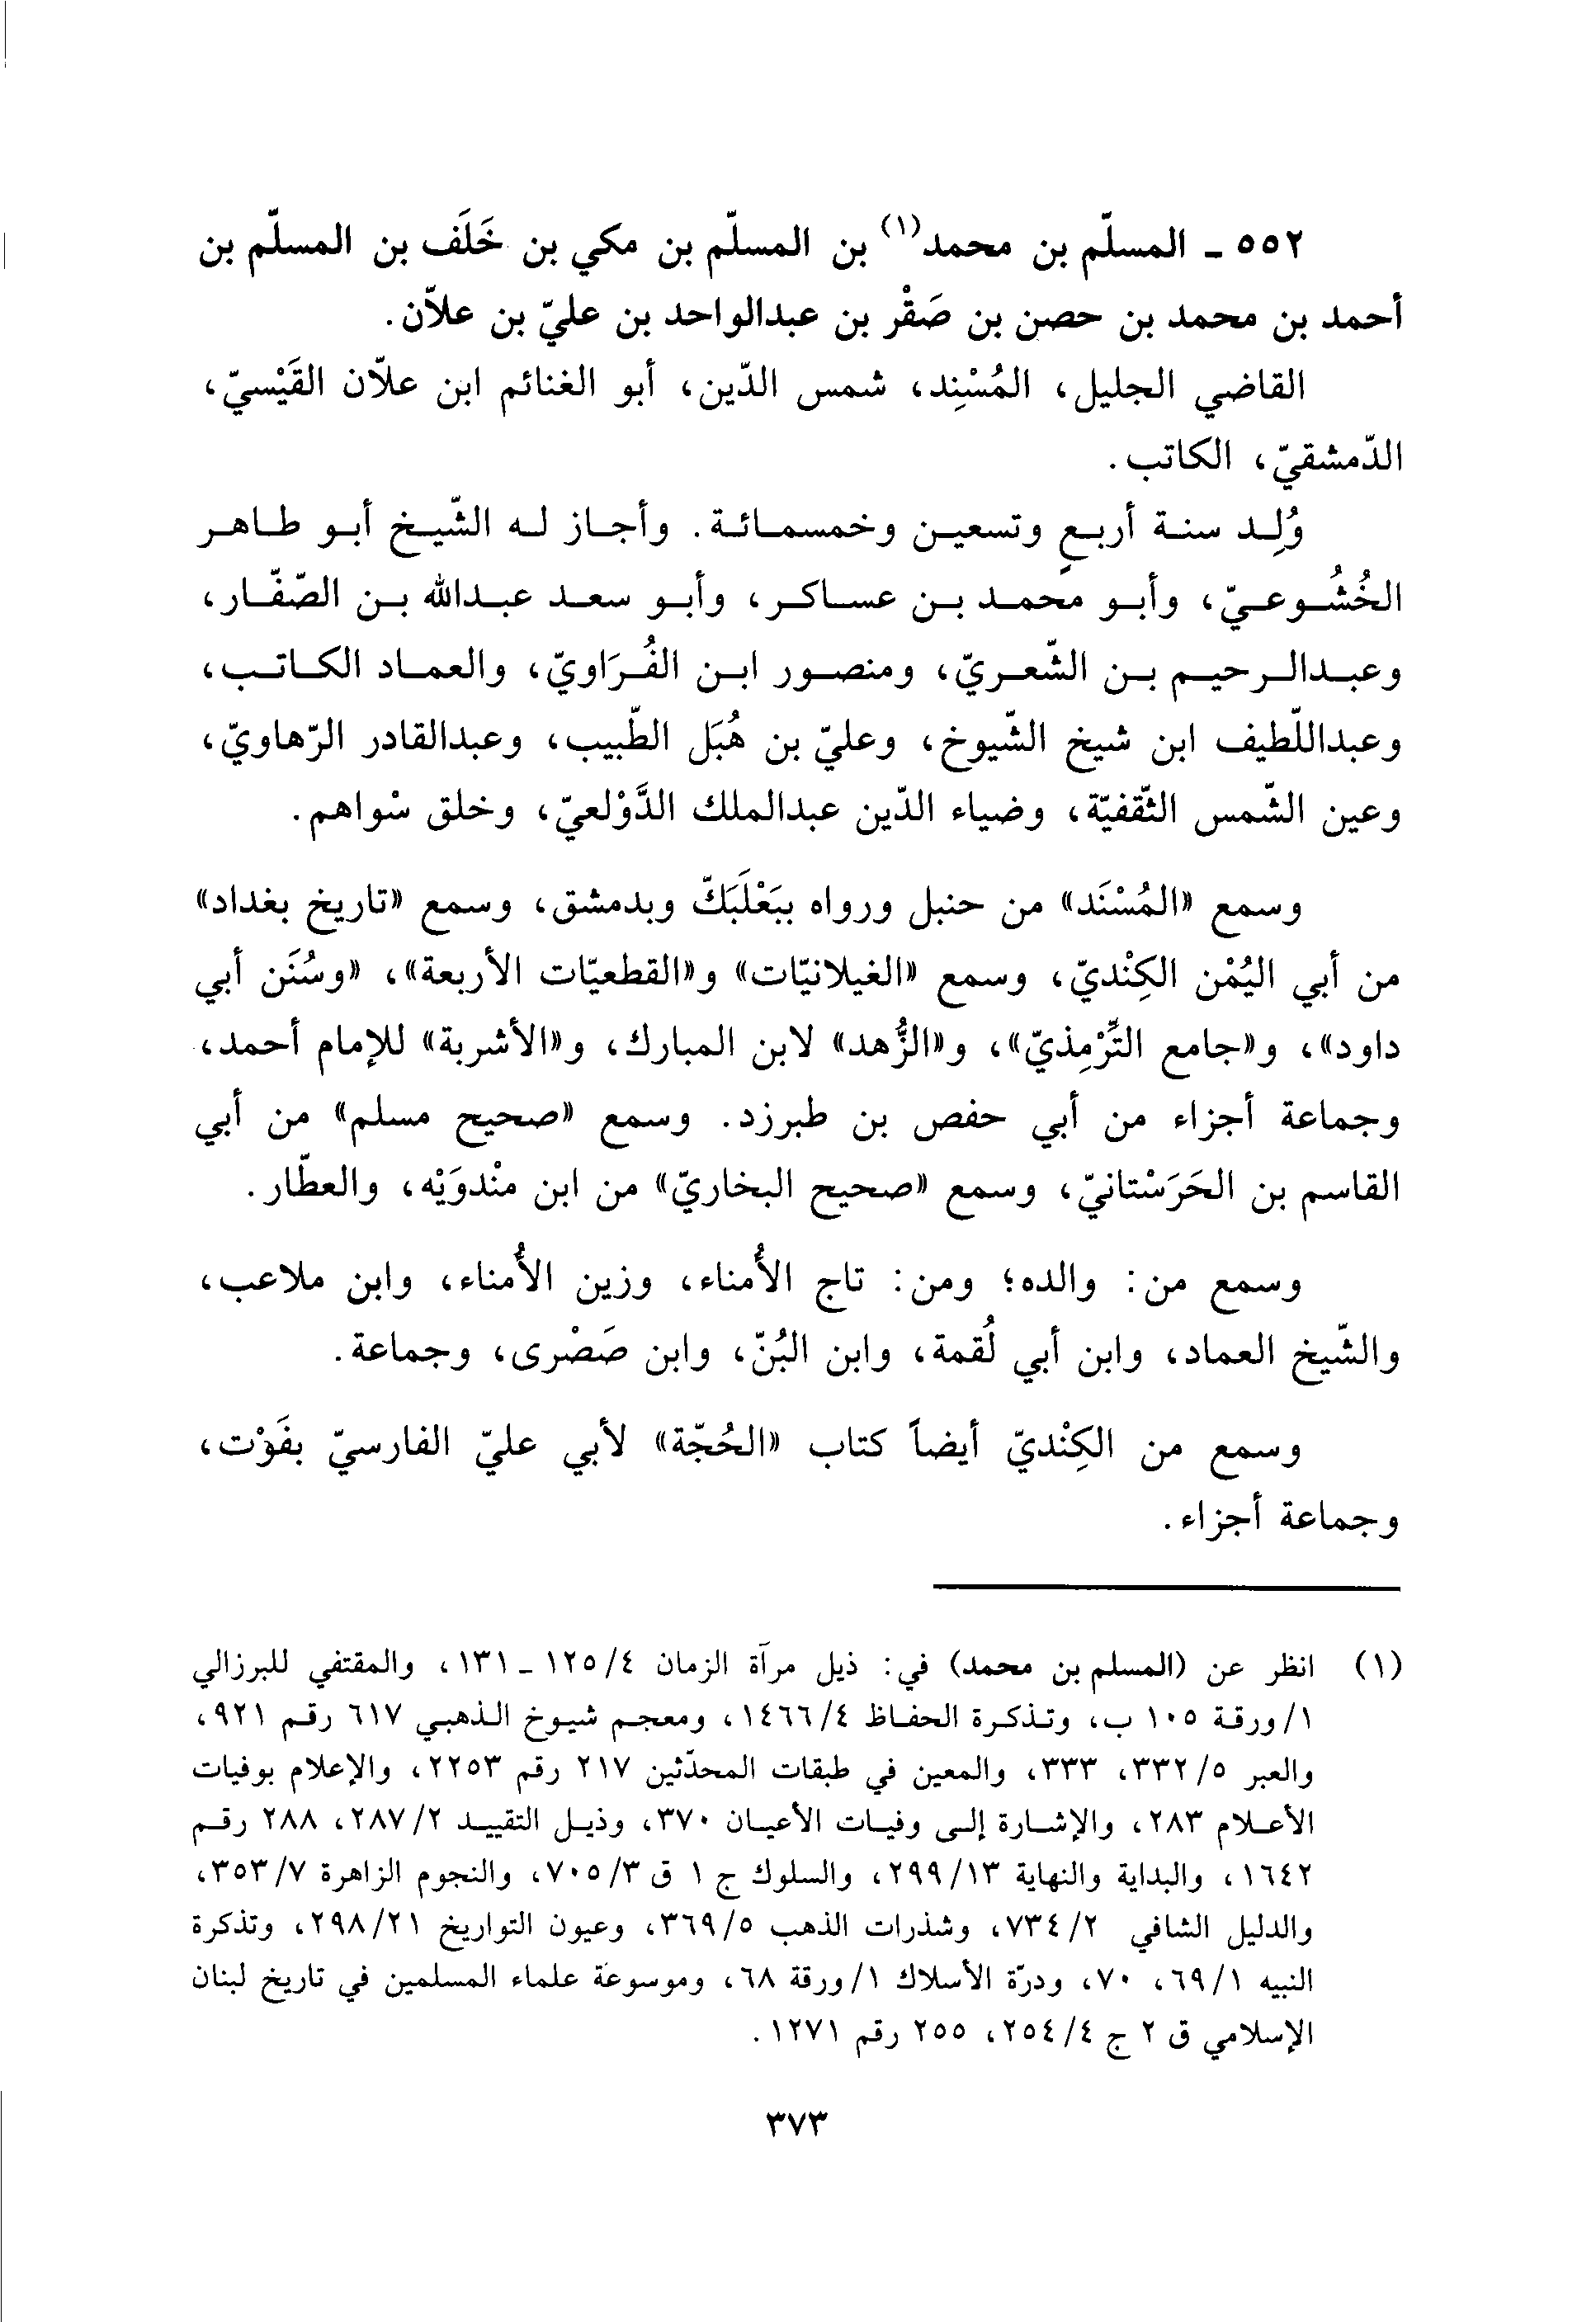 ٥٥٢ ـ المسلّم بن محمد(١) بن المسلّم بن مكي بن خَلَف بن المسلّم بن
أحمد بن محمد بن حصن بن صَقْر بن عبدالواحد بن عليّ بن علاّن.
القاضي الجليل، المُسْنِد، شمس الدّين، أبو الغنائم ابن علاّن القَيْسيّ،
الدّمشقيّ، الكاتب.
وُلِد سنة أربعٍ وتسعين وخمسمائة. وأجاز له الشّيخ أبو طاهر
الخُشُوعيّ، وأبو محمد بن عساكر، وأبو سعد عبدالله بن الصّفّار،
وعبدالرحيم بن الشّعريّ، ومنصور ابن الفُرَاويّ، والعماد الكاتب،
وعبداللّطيف ابن شيخ الشّيوخ، وعليّ بن هُبَل الطّبيب، وعبدالقادر الرّهاويّ،
وعين الشّمس الثّقفيّة، وضياء الدّين عبدالملك الدَّوْلعيّ، وخلق سْواهم.
وسمع «المُسْنَد» من حنبل ورواه ببَعْلَبَكّ وبدمشق، وسمع «تاريخ بغداد»
من أبي اليُمْن الكِنْديّ، وسمع «الغيلانيّات» و«القطعيّات الأربعة»، «وسُنَن أبي
داود»، و«جامع التِّرْمِذيّ»، و«الزُّهد» لابن المبارك، و«الأشربة» للإمام أحمد،
وجماعة أجزاء من أبي حفص بن طبرزد. وسمع «صحيح مسلم» من أبي
القاسم بن الحَرَسْتانيّ، وسمع «صحيح البخاريّ» من ابن منْدوَيْه، والعطّار.
وسمع من: والده؛ ومن: تاج الأُمناء، وزين الأُمناء، وابن ملاعب،
والشّيخ العماد، وابن أبي لُقمة، وابن البُنّ، وابن صَصْرى، وجماعة.
وسمع من الكِنْديّ أيضاً كتاب «الحُجّة» لأبي عليّ الفارسيّ بفَوْت،
وجماعة أجزاء.
(١) انظر عن (المسلم بن محمد) في: ذيل مرآة الزمان ٤/ ١٢٥ ـ ١٣١، والمقتفي للبرزالي
١/ ورقة ١٠٥ ب، وتذكرة الحفاظ ٤/ ١٤٦٦، ومعجم شيوخ الذهبي ٦١٧ رقم ٩٢١،
والعبر ٥/ ٣٣٢، ٣٣٣، والمعين في طبقات المحدّثين ٢١٧ رقم ٢٢٥٣، والإعلام بوفيات
الأعلام ٢٨٣، والإشارة إلى وفيات الأعيان ٣٧٠، وذيل التقييد ٢/ ٢٨٧، ٢٨٨ رقم
١٦٤٢، والبداية والنهاية ١٣/ ٢٩٩، والسلوك ج ١ ق ٣/ ٧٠٥، والنجوم الزاهرة ٧/ ٣٥٣،
والدليل الشافي ٢/ ٧٣٤، وشذرات الذهب ٥/ ٣٦٩، وعيون التواريخ ٢١/ ٢٩٨، وتذكرة
النبيه ١/ ٦٩، ٧٠، ودرّة الأسلاك ١/ ورقة ٦٨، وموسوعة علماء المسلمين في تاريخ لبنان
الإسلامي ق ٢ ج ٤/ ٢٥٤، ٢٥٥ رقم ١٢٧١.
٣٧٣